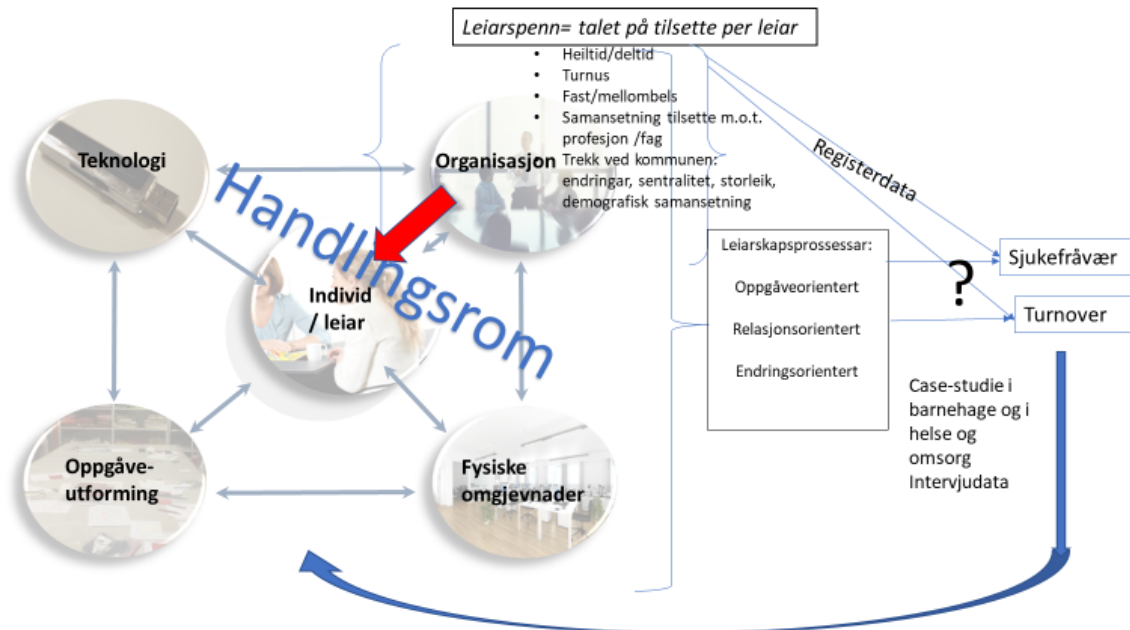 Leiarspenn= talet på tilsette per leiar
• Heiltid/deltid
• Turnus
• Fast/mellombels
• Samansetning tilsette m.o.t.
profesjon /fag
• Trekk ved kommunen:
endringar, sentralitet, storleik,
demografisk samansetning
Teknologi
Organisasjon
Handlingsrom
Individ
/ leiar
Oppgåve-
utforming
Fysiske
omgjevnader
Registerdata
Leiarskapsprossessar:
Oppgåveorientert
Relasjonsorientert
Endringsorientert
?
Sjukefråvær
Turnover
Case-studie i
barnehage og i
helse og
omsorg
Intervjudata